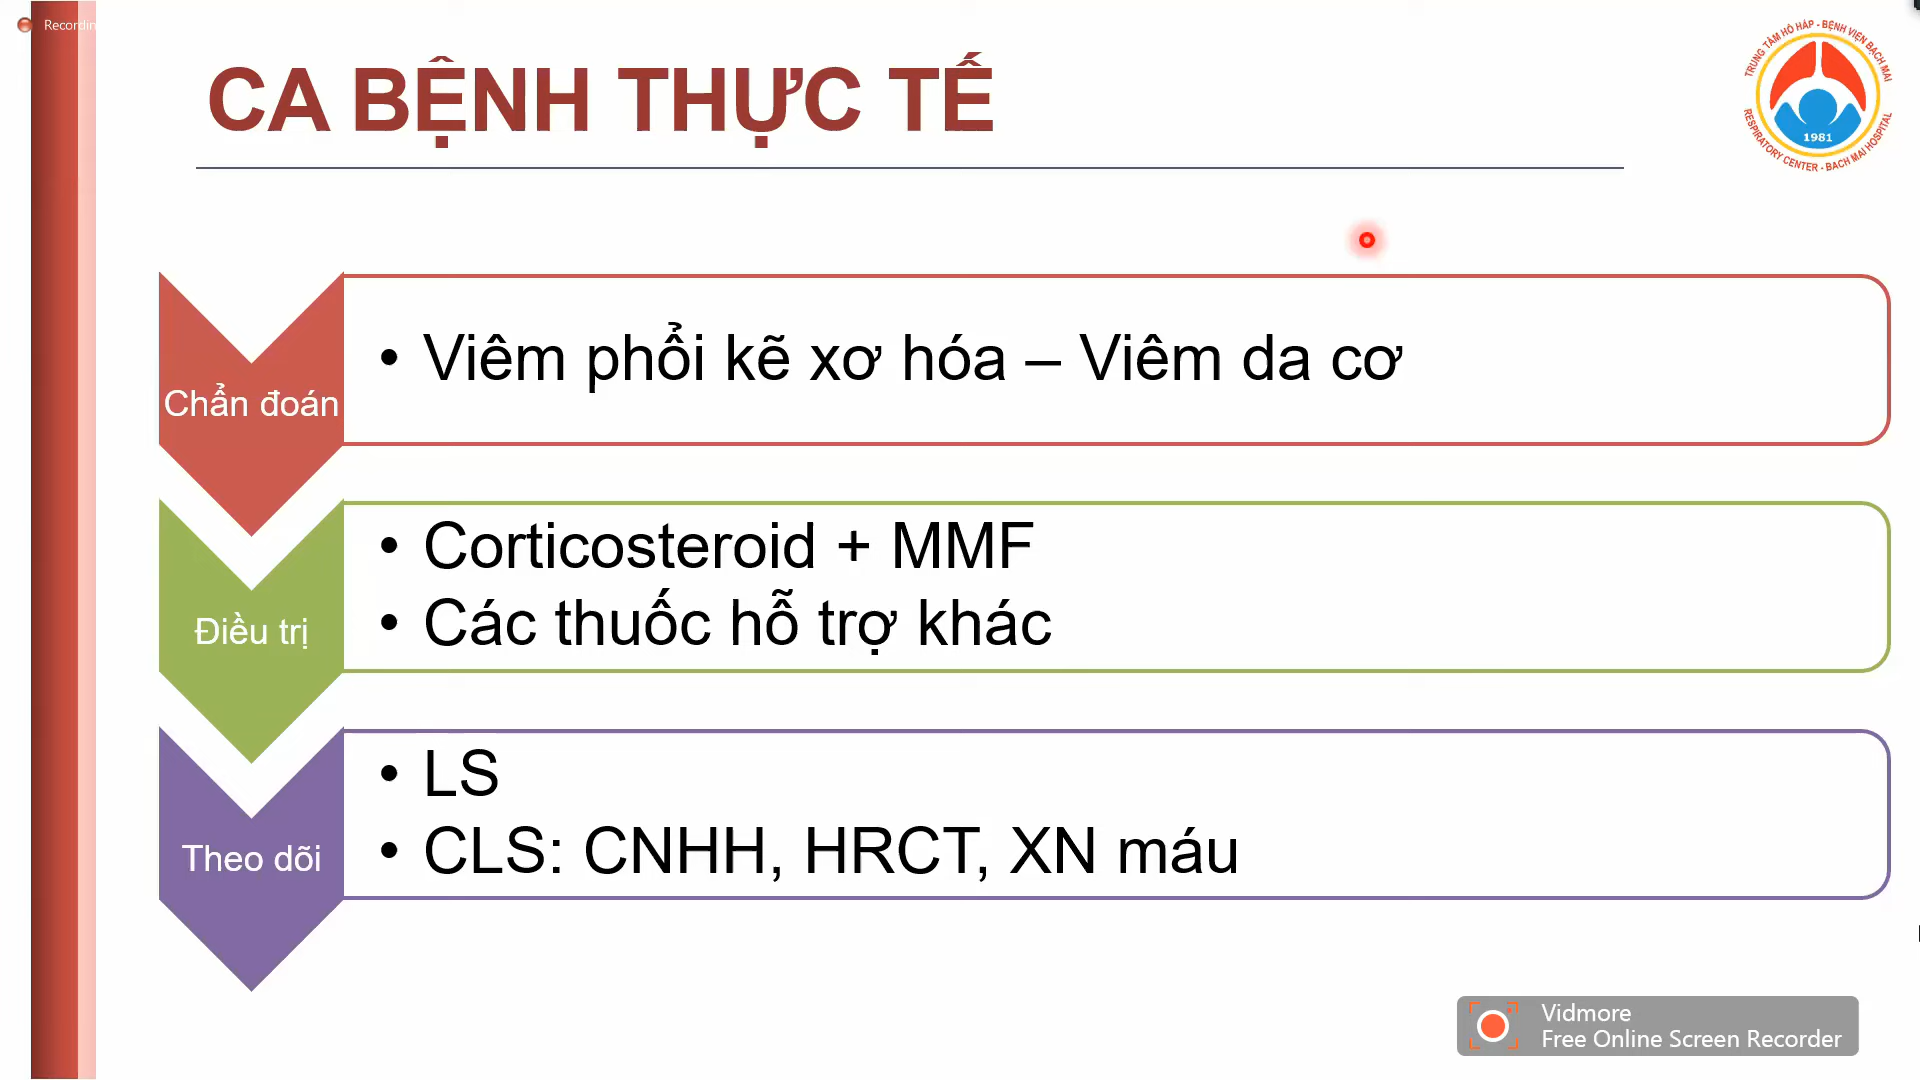 Recordin
CA BỆNH THỰC TẾ
TRUNG TÂM HÔ HẤP - BỆNH VIỆN BẠCH MAI
1981
RESPIRATORY CENTER - BACH MAI HOSPITAL
Chẩn đoán
• Viêm phổi kẽ xơ hóa – Viêm da cơ
Điều trị
• Corticosteroid + MMF
• Các thuốc hỗ trợ khác
Theo dõi
• LS
• CLS: CNHH, HRCT, XN máu
Vidmore
Free Online Screen Recorder